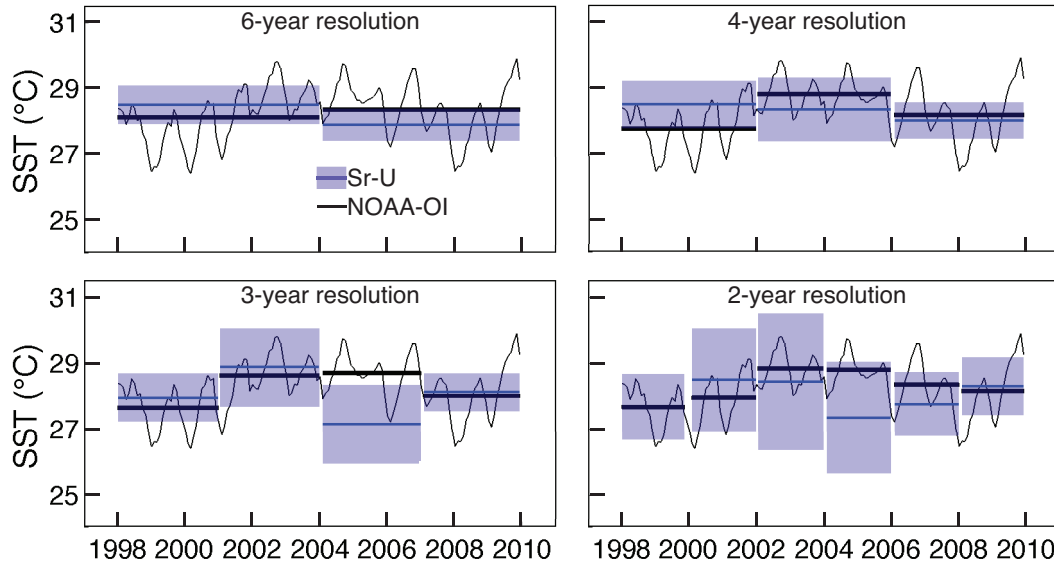 6-year resolution
4-year resolution
31
29
27
25
SST (°C)
Sr-U
NOAA-OI
3-year resolution
2-year resolution
31
29
27
25
SST (°C)
1998 2000 2002 2004 2006 2008 2010
1998 2000 2002 2004 2006 2008 2010